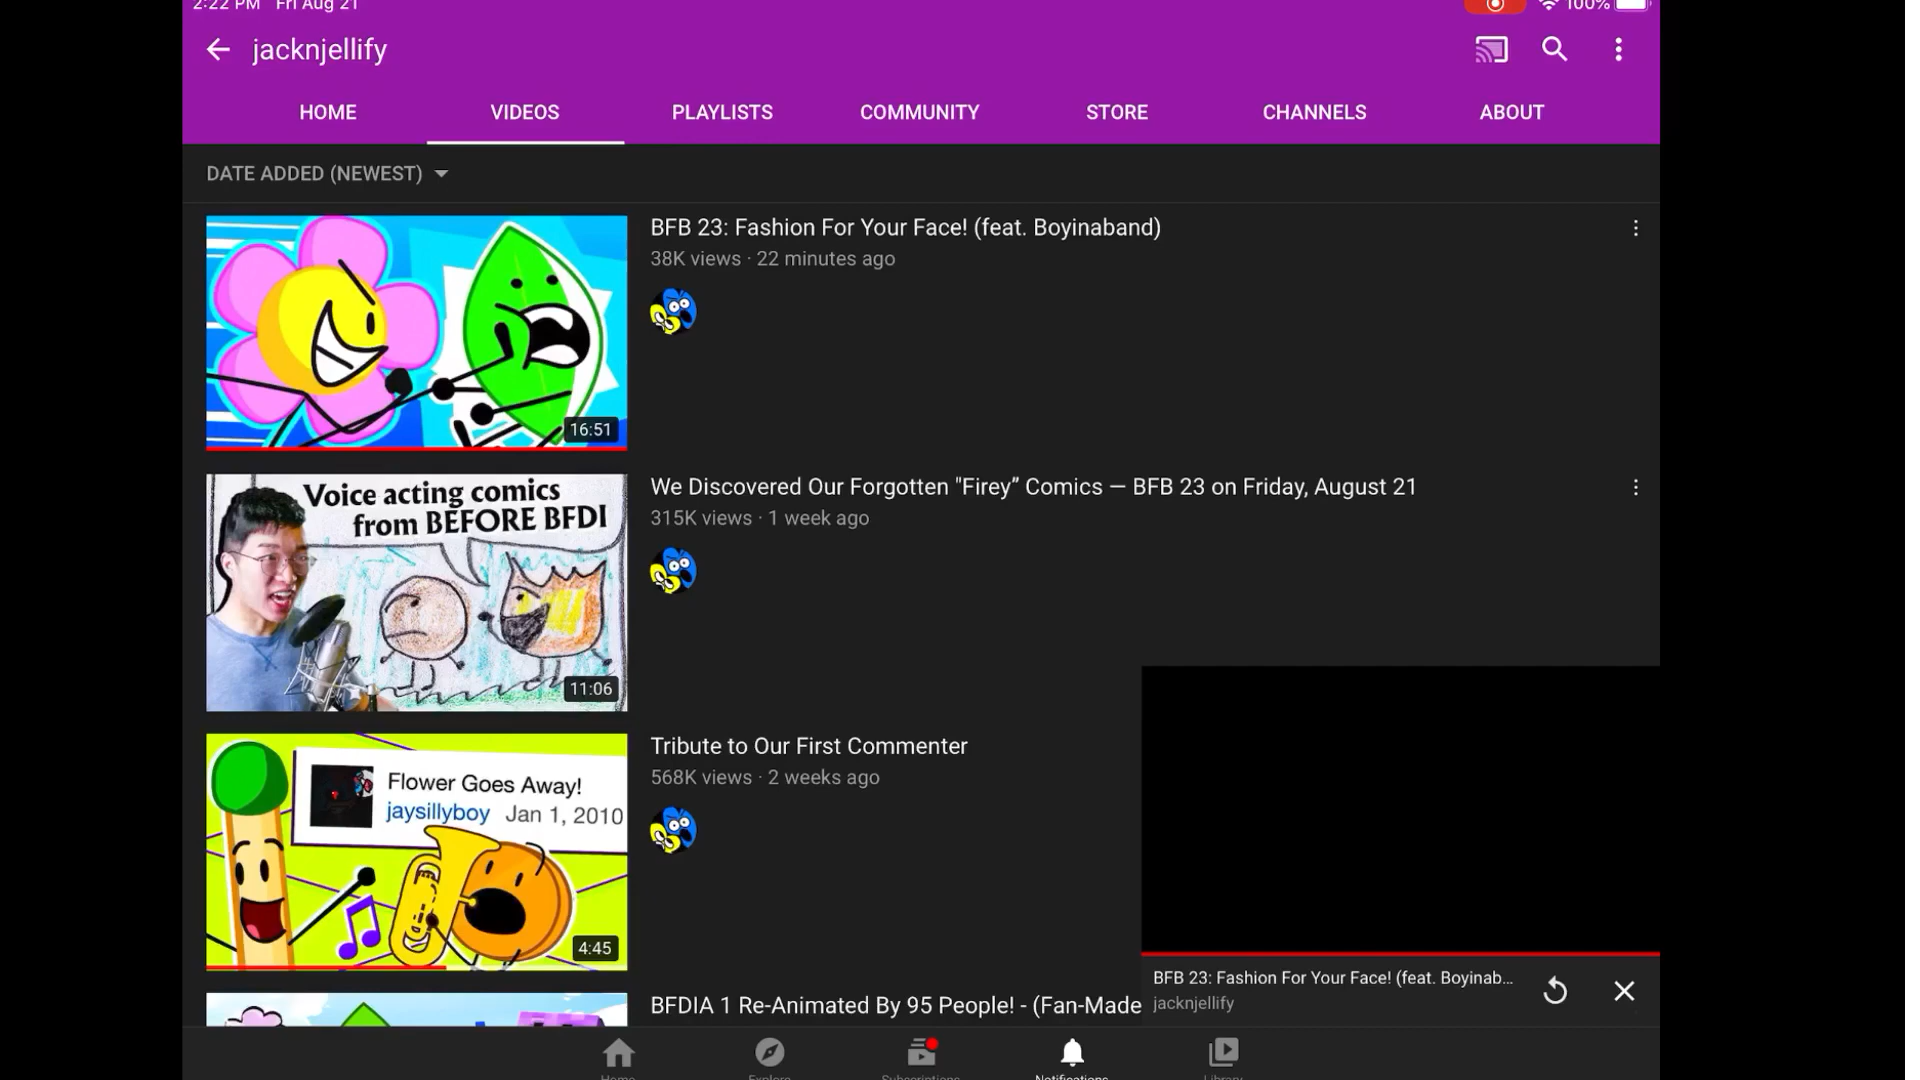 2:22 PM Fri Aug 21
100%
jacknjellify
HOME VIDEOS PLAYLISTS COMMUNITY STORE CHANNELS ABOUT
DATE ADDED (NEWEST)
BFB 23: Fashion For Your Face! (feat. Boyinaband)
38K views · 22 minutes ago
16:51
We Discovered Our Forgotten "Firey” Comics — BFB 23 on Friday, August 21
315K views · 1 week ago
Voice acting comics
from BEFORE BFDI
11:06
Tribute to Our First Commenter
568K views · 2 weeks ago
Flower Goes Away!
jaysillyboy Jan 1, 2010
4:45
BFDIA 1 Re-Animated By 95 People! - (Fan-Made
BFB 23: Fashion For Your Face! (feat. Boyinab...
jacknjellify
Home Explore Subscriptions Notifications Library